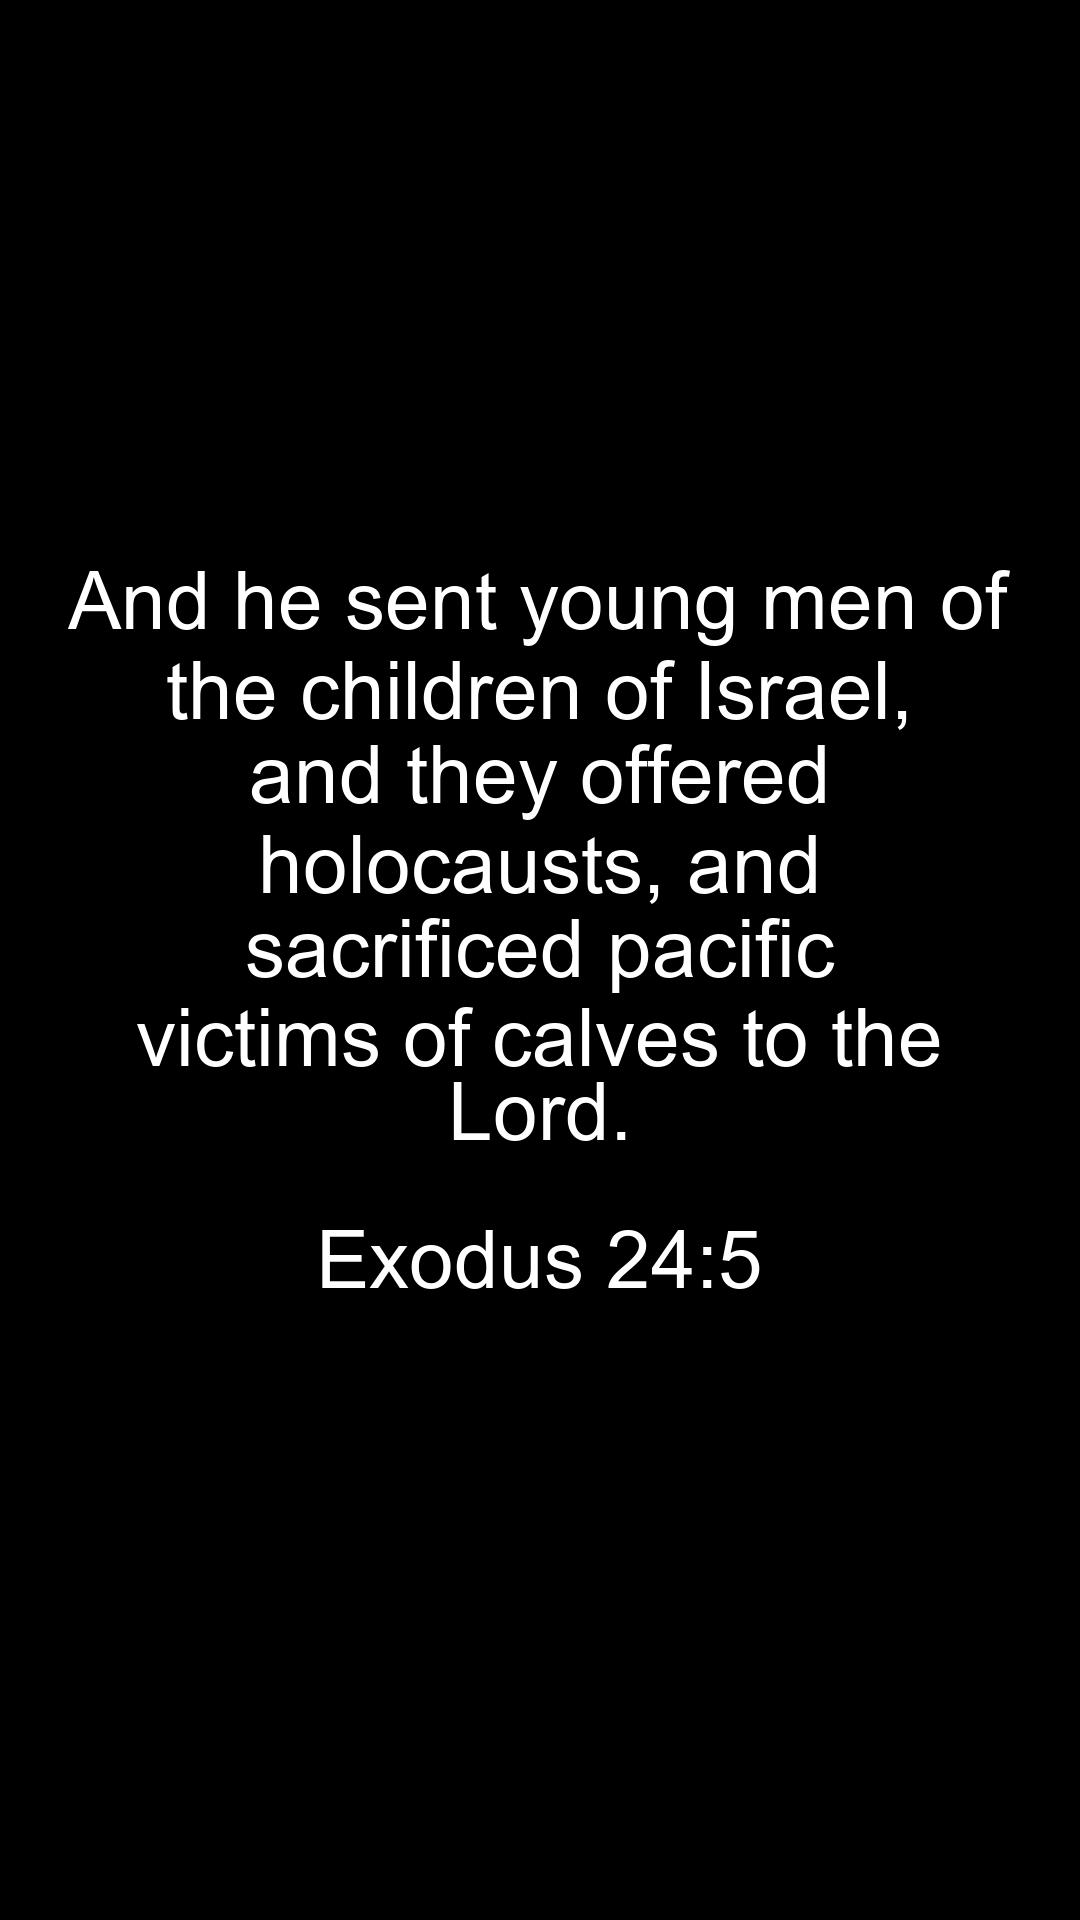 And he sent young men of
the children of Israel,
and they offered
holocausts, and
sacrificed pacific
victims of calves to the
Lord.
Exodus 24:5